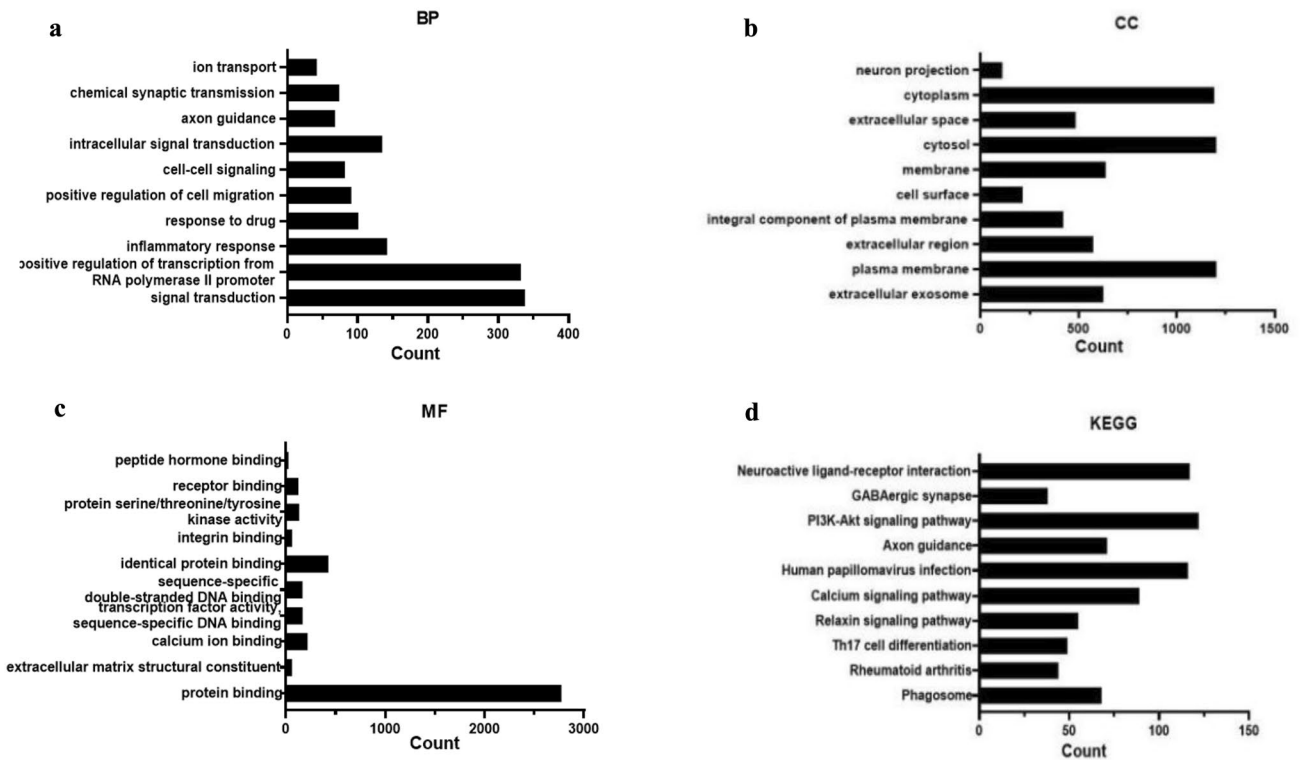 a
BP
ion transport
chemical synaptic transmission
axon guidance
intracellular signal transduction
cell-cell signaling
positive regulation of cell migration
response to drug
inflammatory response
positive regulation of transcription from
RNA polymerase II promoter
signal transduction
0 100 200 300 400
Count
b
CC
neuron projection
cytoplasm
extracellular space
cytosol
membrane
cell surface
integral component of plasma membrane
extracellular region
plasma membrane
extracellular exosome
0 500 1000 1500
Count
c
MF
peptide hormone binding
receptor binding
protein serine/threonine/tyrosine
kinase activity
integrin binding
identical protein binding
sequence-specific
double-stranded DNA binding
transcription factor activity,
sequence-specific DNA binding
calcium ion binding
extracellular matrix structural constituent
protein binding
0 1000 2000 3000
Count
d
KEGG
Neuroactive ligand-receptor interaction
GABAergic synapse
PI3K-Akt signaling pathway
Axon guidance
Human papillomavirus infection
Calcium signaling pathway
Relaxin signaling pathway
Th17 cell differentiation
Rheumatoid arthritis
Phagosome
0 50 100 150
Count